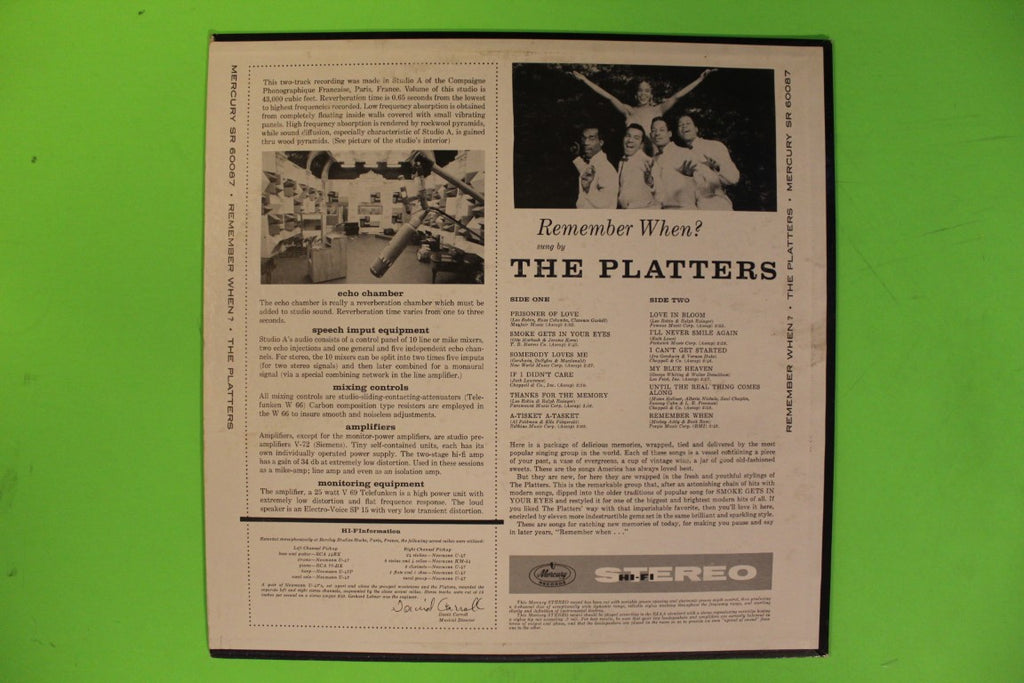 MERCURY SR 60087 • REMEMBER WHEN? • THE PLATTERS
This two-track recording was made in Studio A of the Compaigne
Phonographique Francaise, Paris, France. Volume of this studio is
43,000 cubic feet. Reverberation time is 0.65 seconds from the lowest
to highest frequencies recorded. Low frequency absorption is obtained
from completely floating inside walls covered with small vibrating
panels. High frequency absorption is rendered by rockwool pyramids,
while sound diffusion, especially characteristic of Studio A, is gained
thru wood pyramids. (See picture of the studio's interior)
echo chamber
The echo chamber is really a reverberation chamber which must be
added to studio sound. Reverberation time varies from one to three
seconds.
speech imput equipment
Studio A's audio consists of a control panel of 10 line or mike mixers,
two echo injections and one general and five independent echo chan-
nels. For stereo, the 10 mixers can be split into two times five imputs
(for two stereo signals) and then later combined for a monaural
signal (via a special combining network in the line amplifier.)
mixing controls
All mixing controls are studio-sliding-contacting-attenuators (Tele-
funken W 66) Carbon composition type resistors are employed in
the W 66 to insure smooth and noiseless adjustments.
amplifiers
Amplifiers, except for the monitor-power amplifiers, are studio pre-
amplifiers V-72 (Siemens). Tiny self-contained units, each has its
own individually operated power supply. The two-stage hi-fi amp
has a gain of 34 db at extremely low distortion. Used in these sessions
as a mike-amp; line amp and even as an isolation amp.
monitoring equipment
The amplifier, a 25 watt V 69 Telefunken is a high power unit with
extremely low distortion and flat frequence response. The loud
speaker is an Electro-Voice SP 15 with very low transient distortion.
HI-FInformation
Left Channel Pickup
Right Channel Pickup
David Carroll
David Carroll
Musical Director
Remember When?
sung by
THE PLATTERS
SIDE ONE
PRISONER OF LOVE
SMOKE GETS IN YOUR EYES
SOMEBODY LOVES ME
IF I DIDN'T CARE
THANKS FOR THE MEMORY
A-TISKET A-TASKET
SIDE TWO
LOVE IN BLOOM
I'LL NEVER SMILE AGAIN
I CAN'T GET STARTED
MY BLUE HEAVEN
UNTIL THE REAL THING COMES
ALONG
REMEMBER WHEN
Here is a package of delicious memories, wrapped, tied and delivered by the most
popular singing group in the world. Each of these songs is a vessel containing a piece
of your past, a vase of evergreens, a cup of vintage wine, a jar of good old-fashioned
sweets. These are the songs America has always loved best.
But they are new, for here they are wrapped in the fresh and youthful stylings of
The Platters. This is the remarkable group that, after an astonishing chain of hits with
modern songs, dipped into the older traditions of popular song for SMOKE GETS IN
YOUR EYES and restyled it for one of the biggest and brightest modern hits of all. If
you liked The Platters' way with that imperishable favorite, then you'll love it here,
encircled by eleven more indestructible gems set in the same brilliant and sparkling style.
These are songs for catching new memories of today, for making you pause and say
in later years, "Remember when . . ."
Mercury
RECORDS
HI-FI
STEREO
REMEMBER WHEN? • THE PLATTERS • MERCURY SR 60087